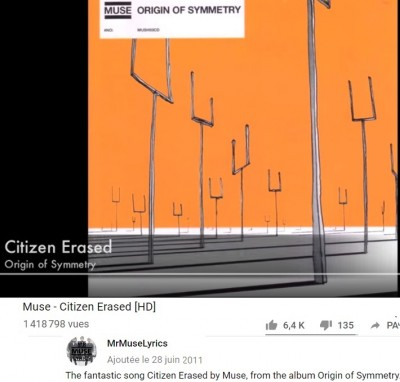 MUSE ORIGIN OF SYMMETRY
MUSHROOM
Citizen Erased
Origin of Symmetry
Muse - Citizen Erased [HD]
1 418 798 vues
6,4 K 135 PA
MrMuseLyrics
Ajoutée le 28 juin 2011
The fantastic song Citizen Erased by Muse, from the album Origin of Symmetry.